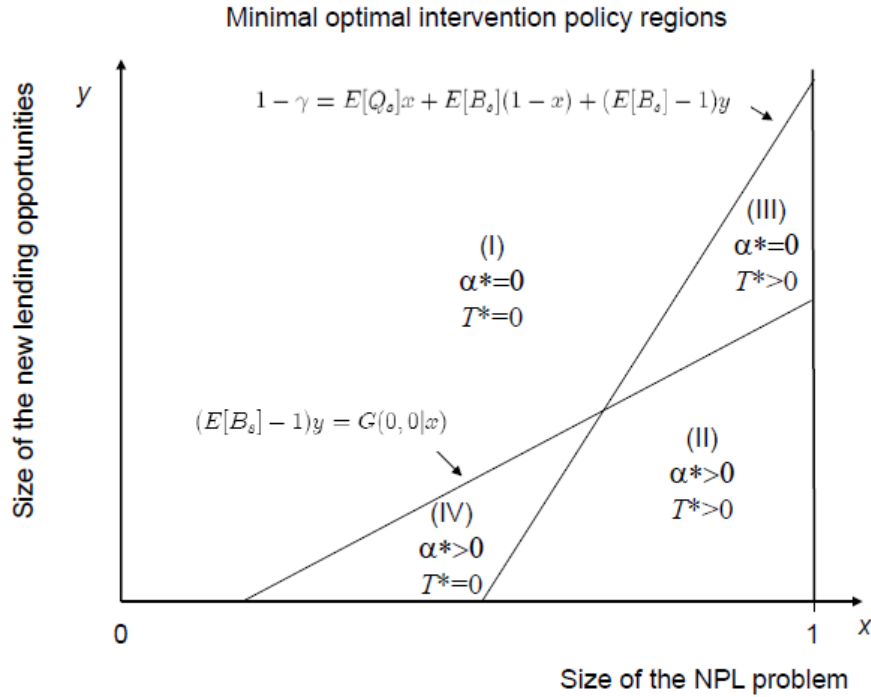 Minimal optimal intervention policy regions
y
Size of the new lending opportunities
1 − γ = E[Q_s]x + E[B_s](1 − x) + (E[B_s] − 1)y
(III)
α*=0
T*>0
(I)
α*=0
T*=0
(E[B_s] − 1)y = G(0,0|x)
(II)
α*>0
T*>0
(IV)
α*>0
T*=0
0
1
x
Size of the NPL problem